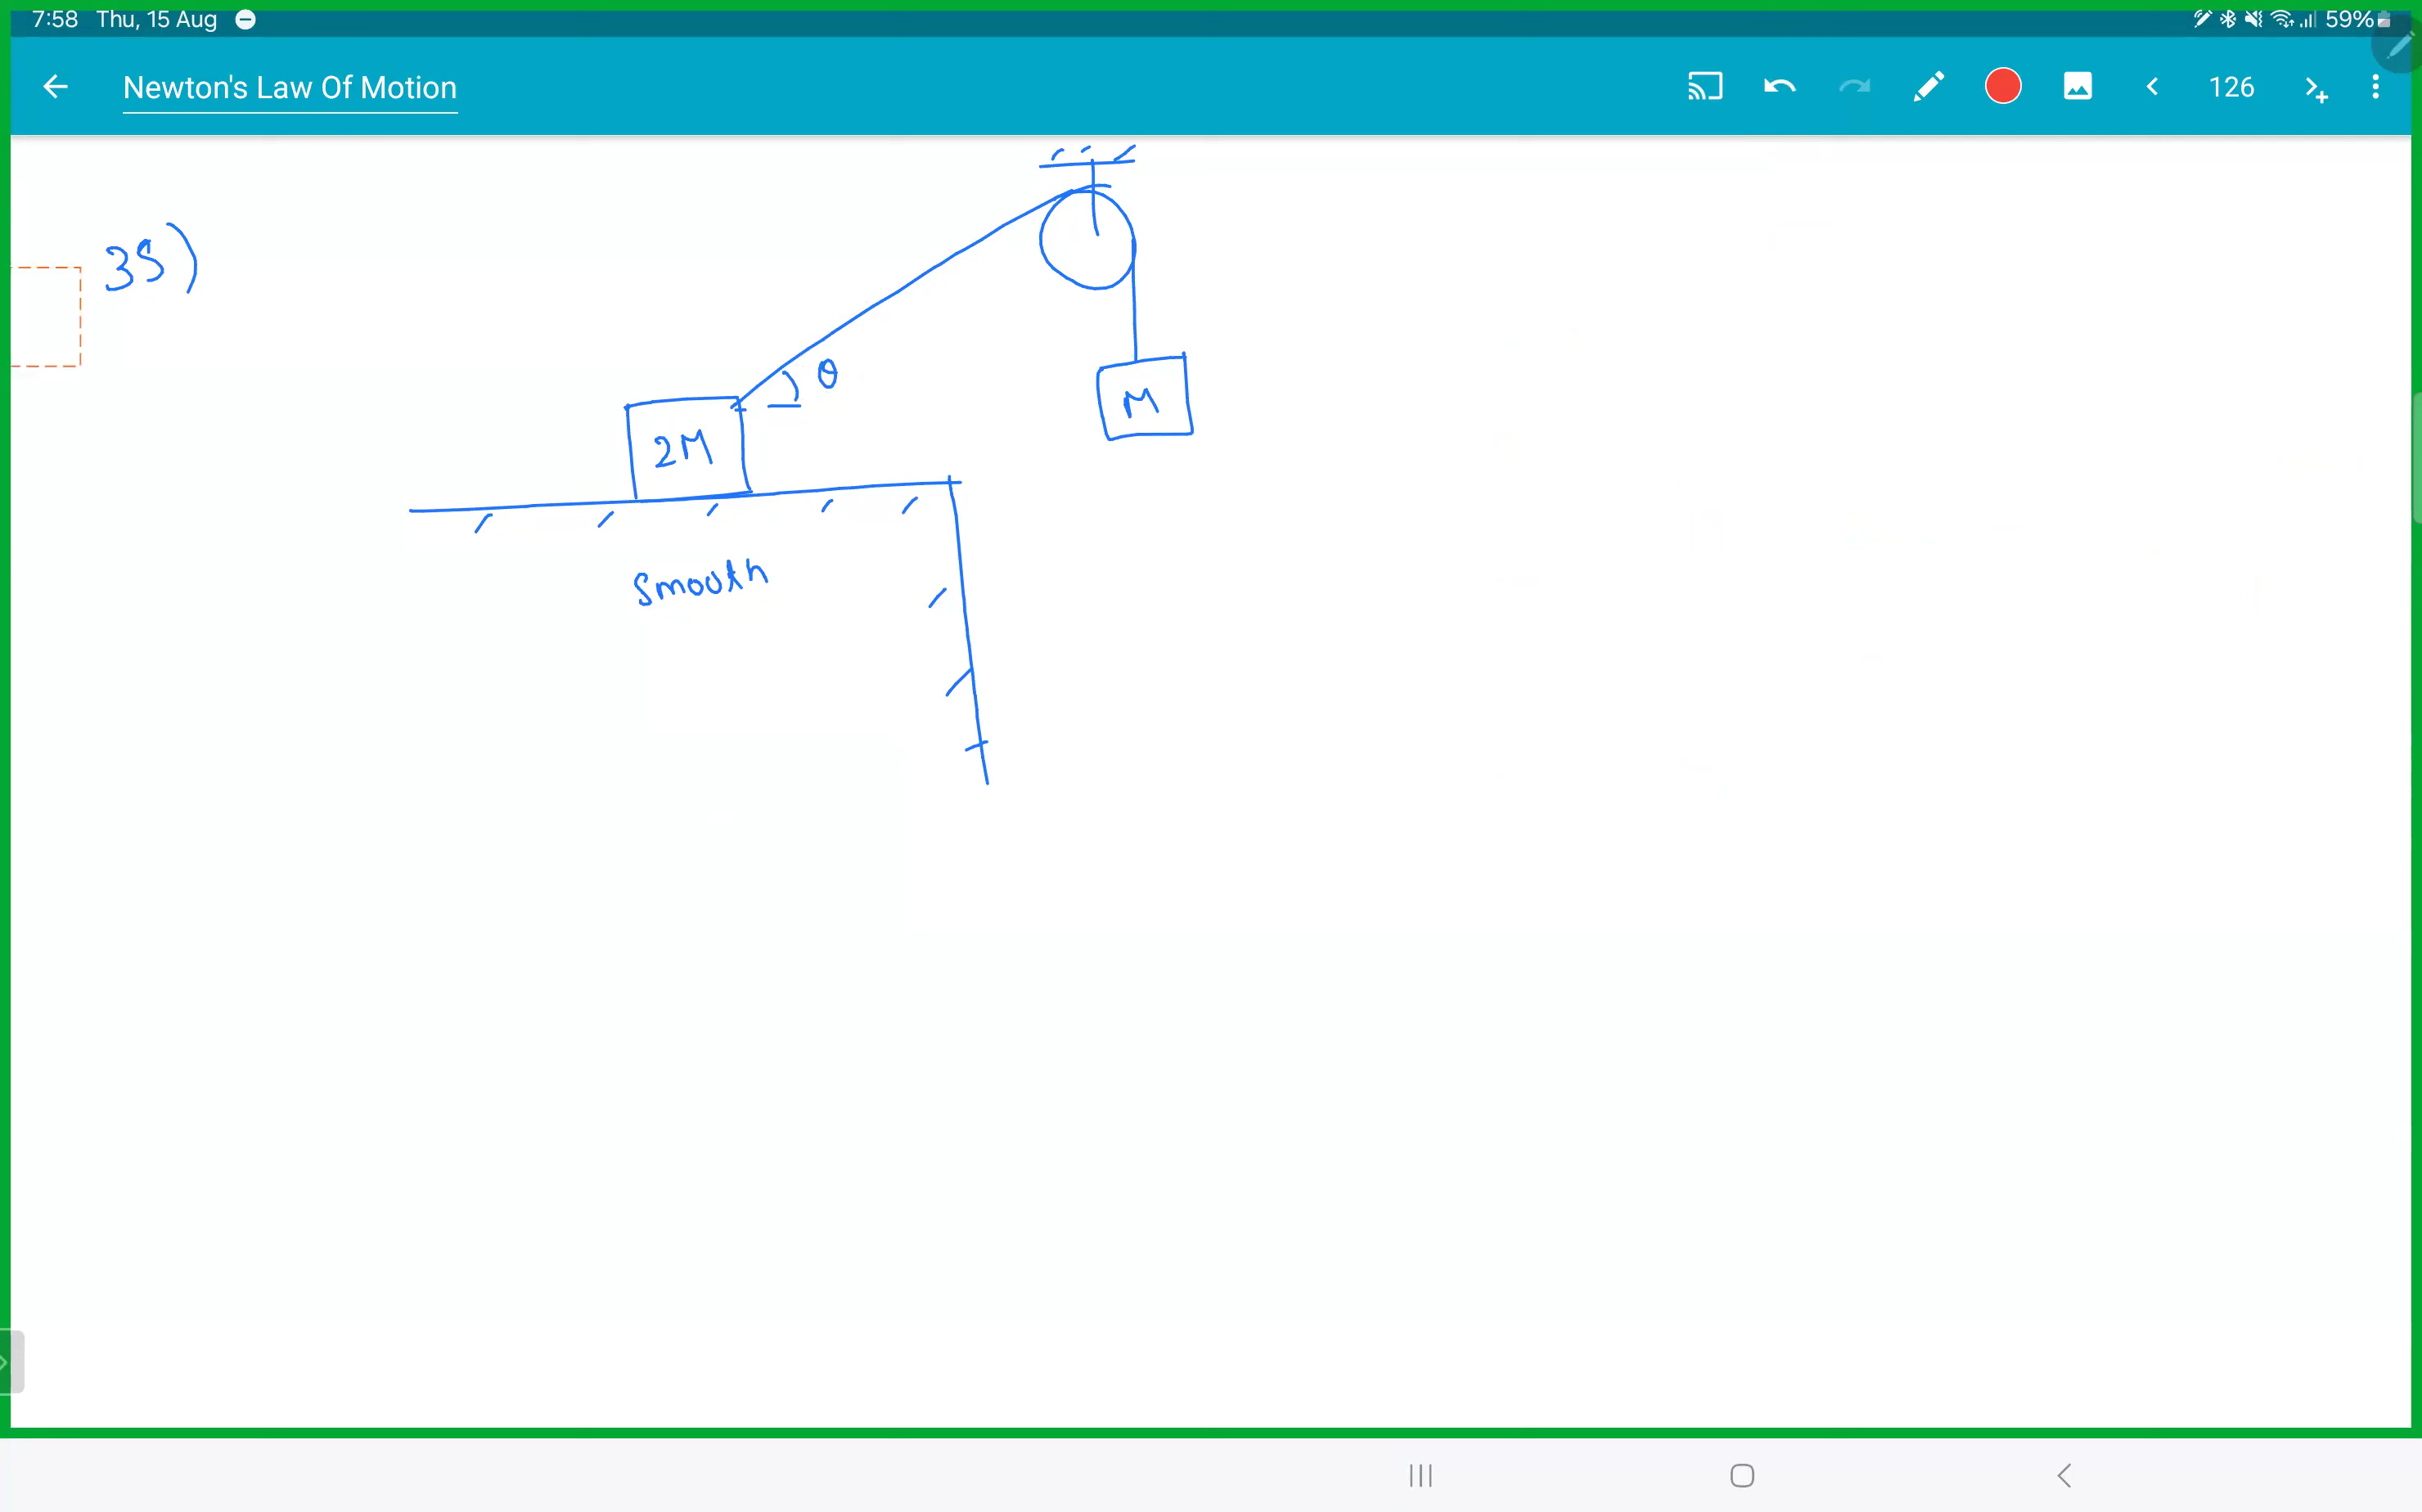 7:58 Thu, 15 Aug
59%
Newton's Law Of Motion
126
35)
θ
2M
M
Smooth